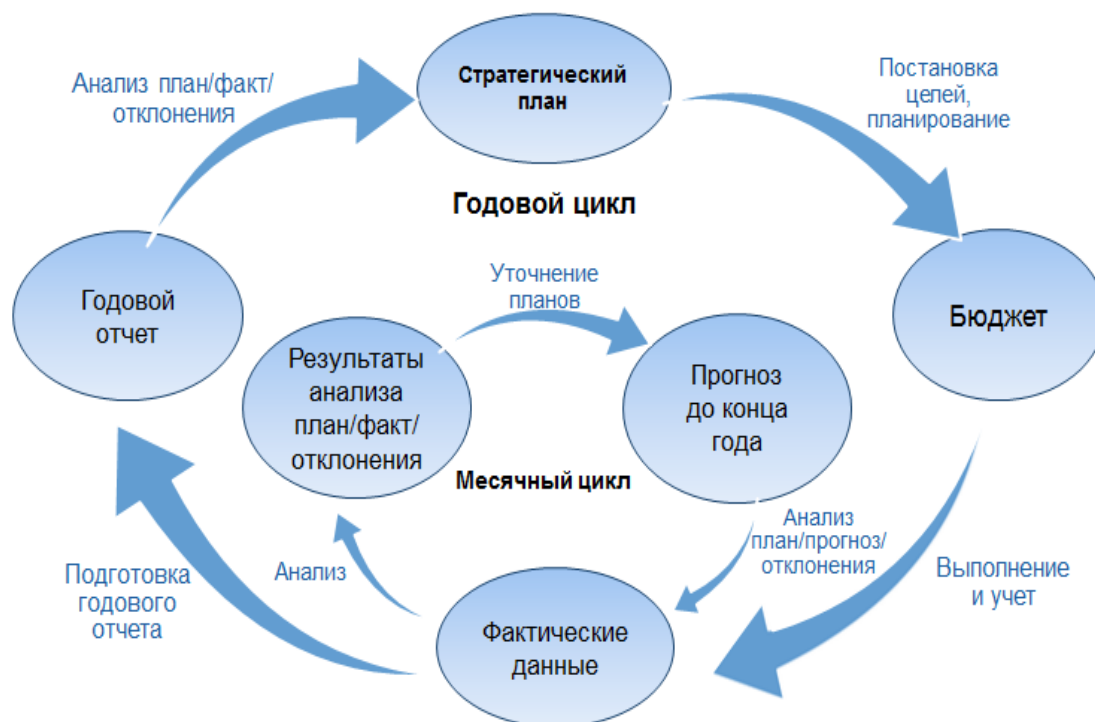 Стратегический
план
Анализ план/факт/
отклонения
Постановка
целей,
планирование
Годовой цикл
Годовой
отчет
Уточнение
планов
Бюджет
Результаты
анализа
план/факт/
отклонения
Прогноз
до конца
года
Месячный цикл
Анализ
план/прогноз/
отклонения
Подготовка
годового
отчета
Анализ
Выполнение
и учет
Фактические
данные